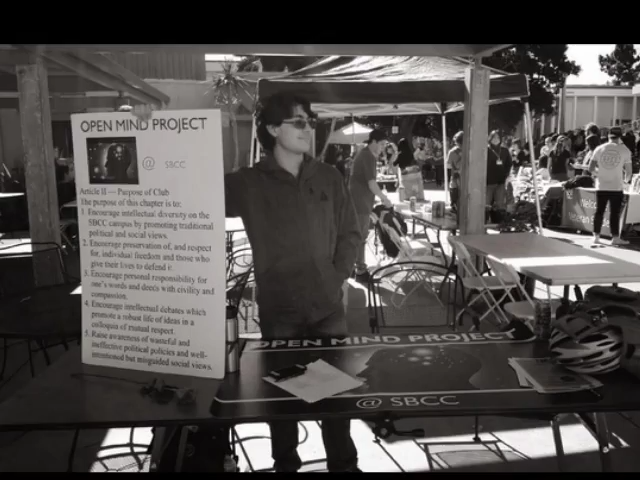 OPEN MIND PROJECT
@ SBCC
Article II — Purpose of Club
The purpose of this chapter is to:
1. Encourage intellectual diversity on the
SBCC campus by promoting traditional
political and social views.
2. Encourage preservation of, and respect
for, individual freedom and those who
give their lives to defend it.
3. Encourage personal responsibility for
one's words and deeds with civility and
compassion.
4. Encourage intellectual debates which
promote a robust life of ideas in a
colloquia of mutual respect
5. Raise awareness of wasteful and
ineffective political policies and well-
intentioned but misguided social views.
OPEN MIND PROJECT
@ SBCC